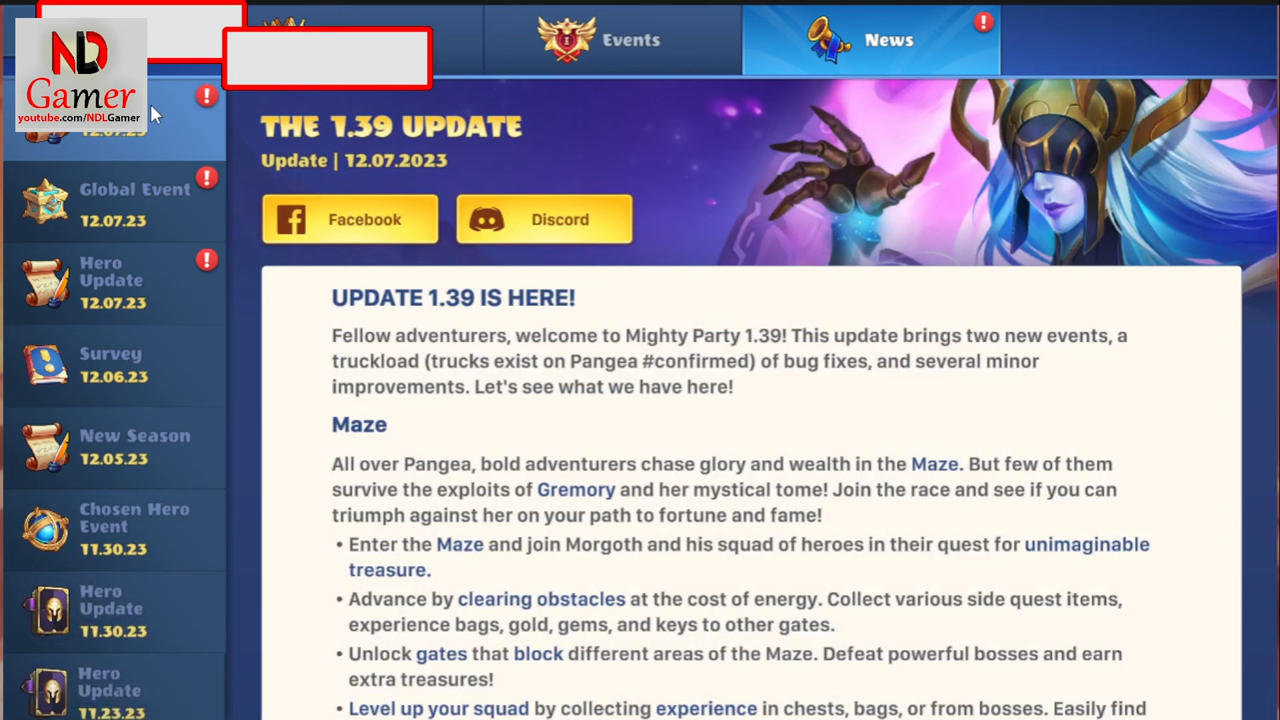 Events
News
ND
Gamer
youtube.com/NDLGamer
12.07.23
Global Event
12.07.23
Hero
Update
12.07.23
Survey
12.06.23
New Season
12.05.23
Chosen Hero
Event
11.30.23
Hero
Update
11.30.23
Hero
Update
11.23.23
THE 1.39 UPDATE
Update | 12.07.2023
Facebook
Discord
UPDATE 1.39 IS HERE!
Fellow adventurers, welcome to Mighty Party 1.39! This update brings two new events, a
truckload (trucks exist on Pangea #confirmed) of bug fixes, and several minor
improvements. Let's see what we have here!
Maze
All over Pangea, bold adventurers chase glory and wealth in the Maze. But few of them
survive the exploits of Gremory and her mystical tome! Join the race and see if you can
triumph against her on your path to fortune and fame!
• Enter the Maze and join Morgoth and his squad of heroes in their quest for unimaginable
treasure.
• Advance by clearing obstacles at the cost of energy. Collect various side quest items,
experience bags, gold, gems, and keys to other gates.
• Unlock gates that block different areas of the Maze. Defeat powerful bosses and earn
extra treasures!
• Level up your squad by collecting experience in chests, bags, or from bosses. Easily find